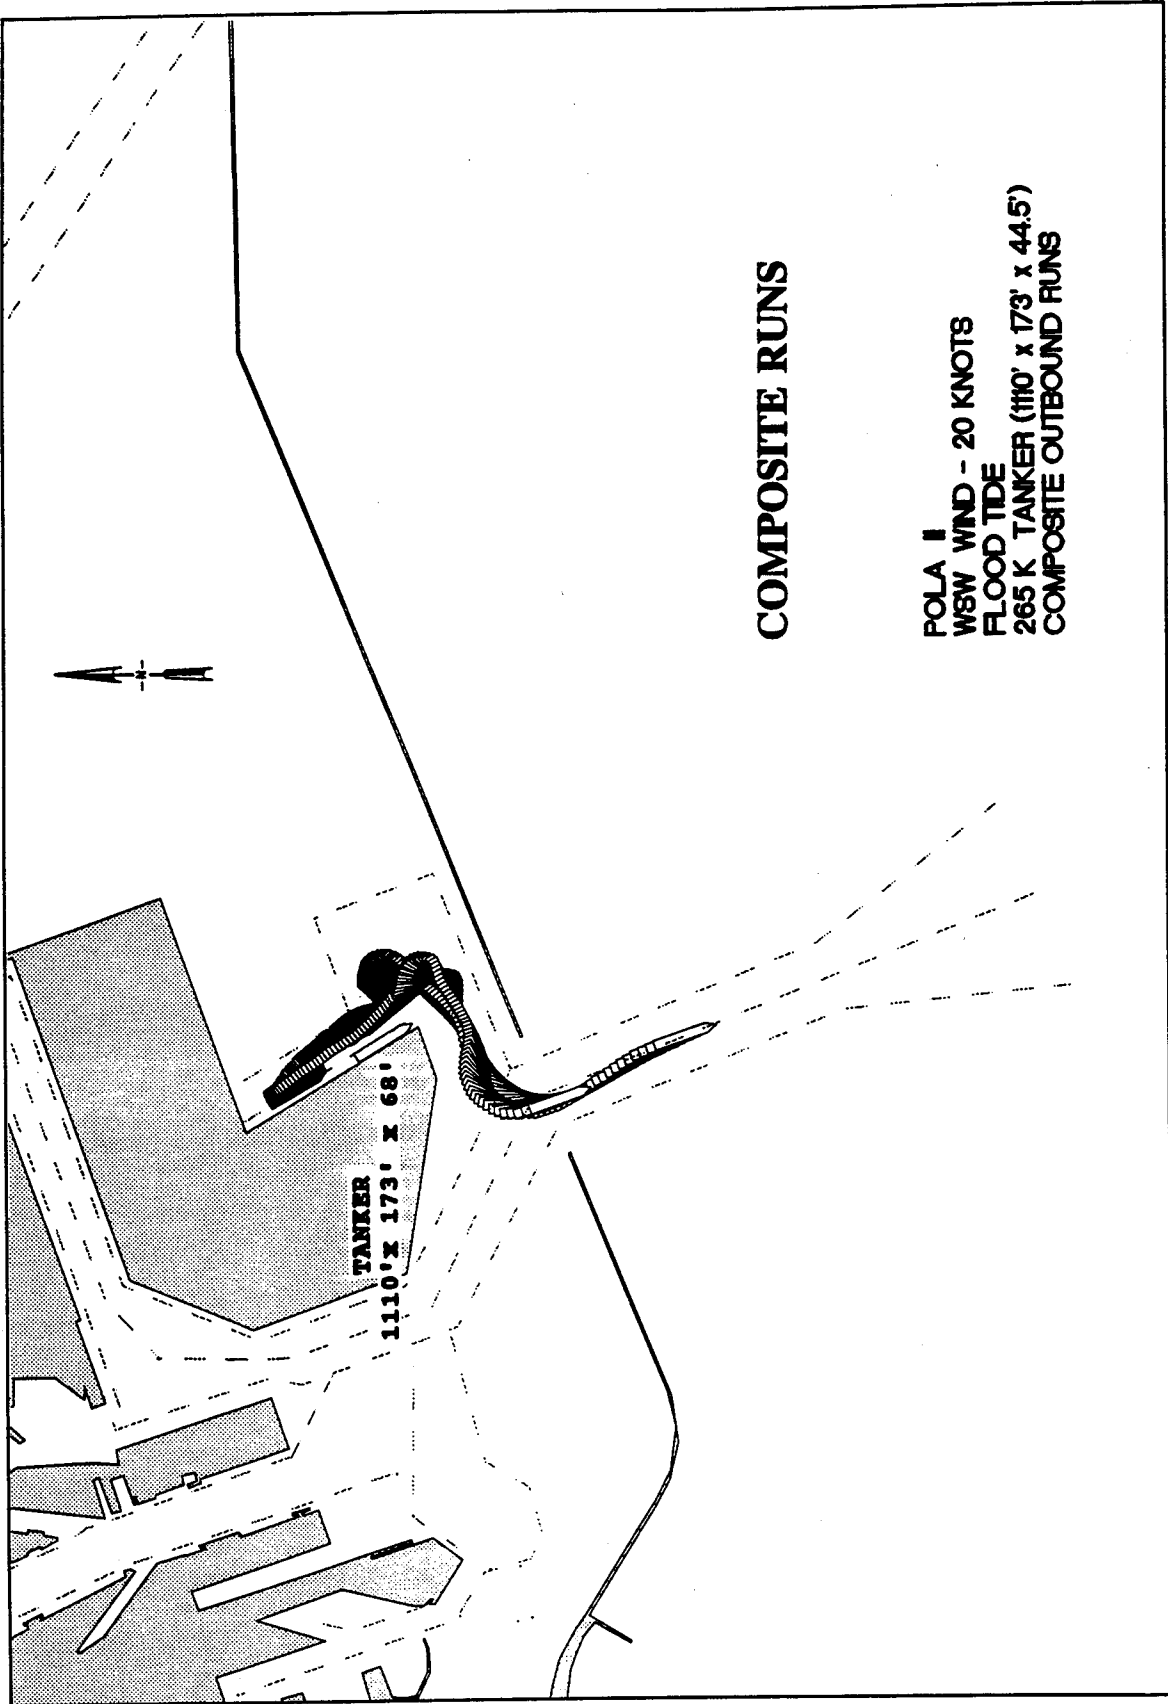 -N-
TANKER
1110'x 173' x 68'
COMPOSITE RUNS
POLA II
WSW WIND - 20 KNOTS
FLOOD TIDE
265 K TANKER (1110' x 173' x 44.5')
COMPOSITE OUTBOUND RUNS